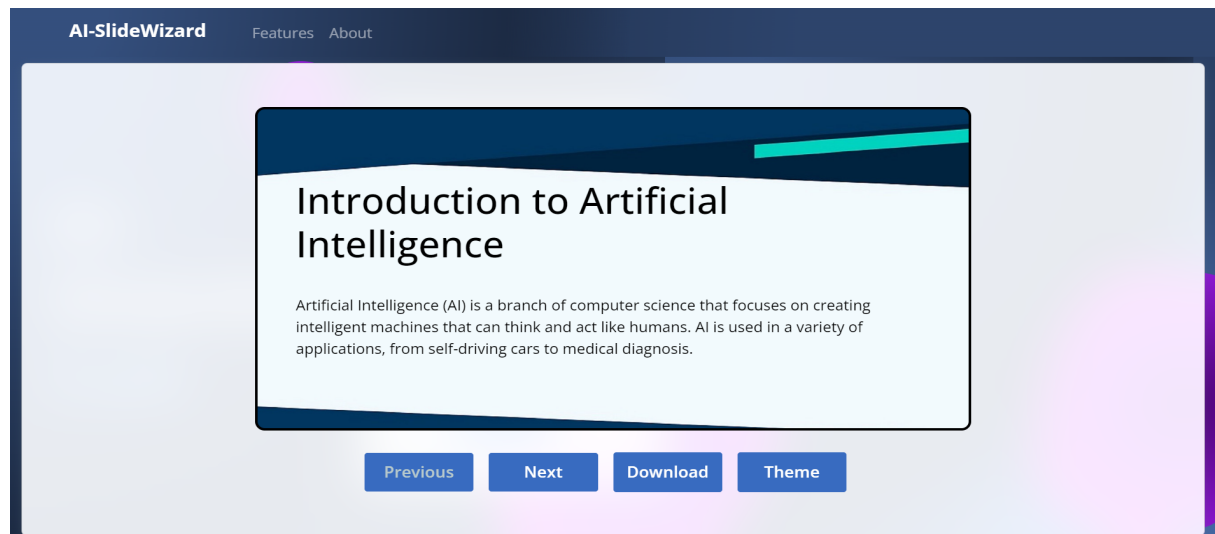 AI-SlideWizard Features About
Introduction to Artificial
Intelligence
Artificial Intelligence (AI) is a branch of computer science that focuses on creating
intelligent machines that can think and act like humans. AI is used in a variety of
applications, from self-driving cars to medical diagnosis.
Previous Next Download Theme